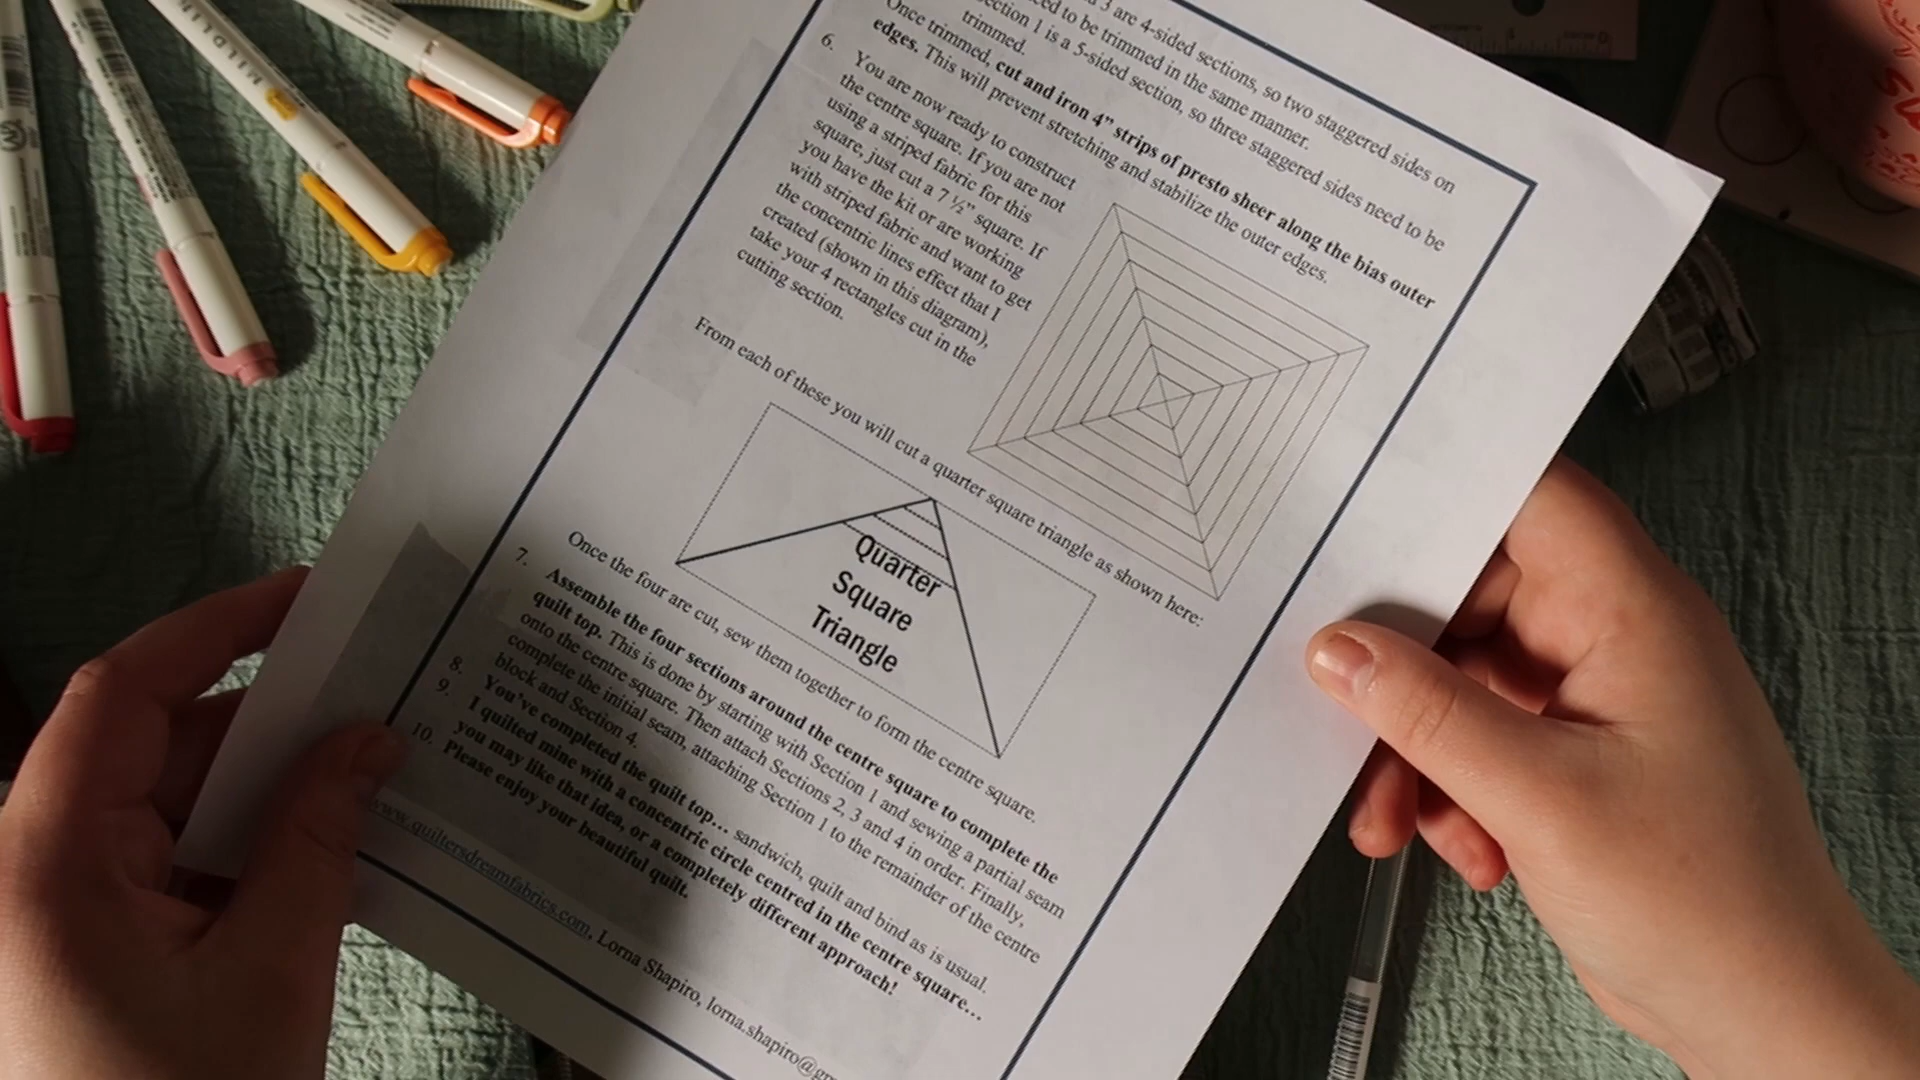 3 are 4-sided sections, so two staggered sides on
to be trimmed in the same manner.
section 1 is a 5-sided section, so three staggered sides need to be
trimmed.
Once trimmed, cut and iron 4” strips of presto sheer along the bias outer
edges. This will prevent stretching and stabilize the outer edges.
6. You are now ready to construct
the centre square. If you are not
using a striped fabric for this
square, just cut a 7 ½” square. If
you have the kit or are working
with striped fabric and want to get
the concentric lines effect that I
created (shown in this diagram),
take your 4 rectangles cut in the
cutting section.
From each of these you will cut a quarter square triangle as shown here:
Quarter
Square
Triangle
Once the four are cut, sew them together to form the centre square.
7. Assemble the four sections around the centre square to complete the
quilt top. This is done by starting with Section 1 and sewing a partial seam
onto the centre square. Then attach Sections 2, 3 and 4 in order. Finally,
complete the initial seam, attaching Section 1 to the remainder of the centre
block and Section 4.
8. You’ve completed the quilt top… sandwich, quilt and bind as is usual.
9. I quilted mine with a concentric circle centred in the centre square…
you may like that idea, or a completely different approach!
10. Please enjoy your beautiful quilt.
www.quiltersdreamfabrics.com, Lorna Shapiro, lorna.shapiro@